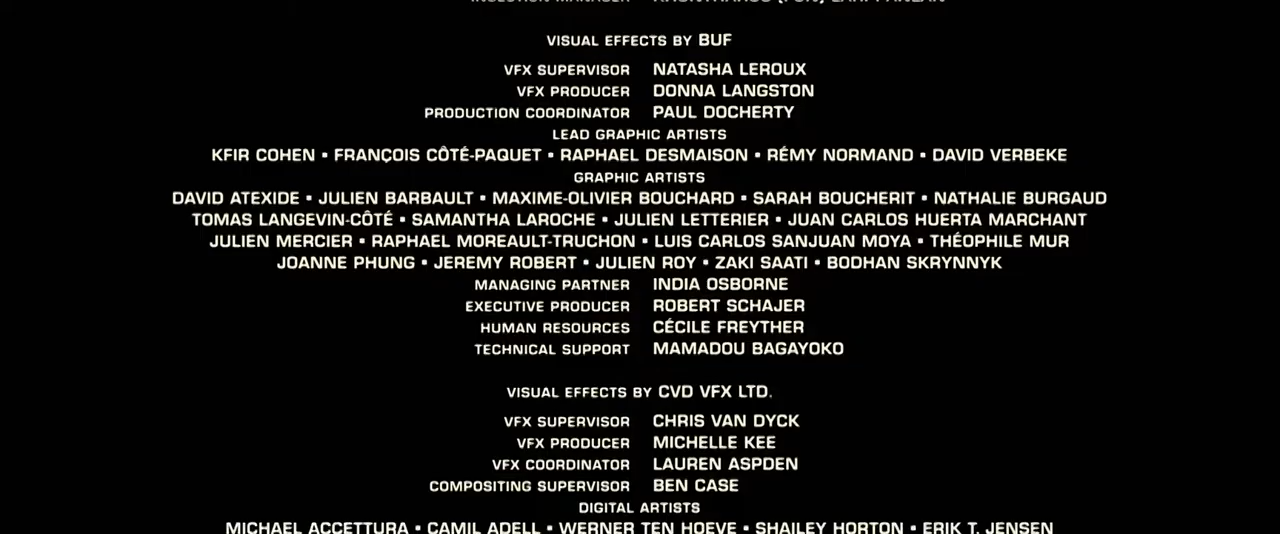 VISUAL EFFECTS BY BUF
VFX SUPERVISOR NATASHA LEROUX
VFX PRODUCER DONNA LANGSTON
PRODUCTION COORDINATOR PAUL DOCHERTY
LEAD GRAPHIC ARTISTS
KFIR COHEN ▪ FRANÇOIS CÔTÉ-PAQUET ▪ RAPHAEL DESMAISON ▪ RÉMY NORMAND ▪ DAVID VERBEKE
GRAPHIC ARTISTS
DAVID ATEXIDE ▪ JULIEN BARBAULT ▪ MAXIME-OLIVIER BOUCHARD ▪ SARAH BOUCHERIT ▪ NATHALIE BURGAUD
TOMAS LANGEVIN-CÔTÉ ▪ SAMANTHA LAROCHE ▪ JULIEN LETTERIER ▪ JUAN CARLOS HUERTA MARCHANT
JULIEN MERCIER ▪ RAPHAEL MOREAULT-TRUCHON ▪ LUIS CARLOS SANJUAN MOYA ▪ THÉOPHILE MUR
JOANNE PHUNG ▪ JEREMY ROBERT ▪ JULIEN ROY ▪ ZAKI SAATI ▪ BODHAN SKRYNNYK
MANAGING PARTNER INDIA OSBORNE
EXECUTIVE PRODUCER ROBERT SCHAJER
HUMAN RESOURCES CÉCILE FREYTHER
TECHNICAL SUPPORT MAMADOU BAGAYOKO
VISUAL EFFECTS BY CVD VFX LTD.
VFX SUPERVISOR CHRIS VAN DYCK
VFX PRODUCER MICHELLE KEE
VFX COORDINATOR LAUREN ASPDEN
COMPOSITING SUPERVISOR BEN CASE
DIGITAL ARTISTS
MICHAEL ACCETTURA ▪ CAMIL ADELL ▪ WERNER TEN HOEVE ▪ SHAILEY HORTON ▪ ERIK T. JENSEN